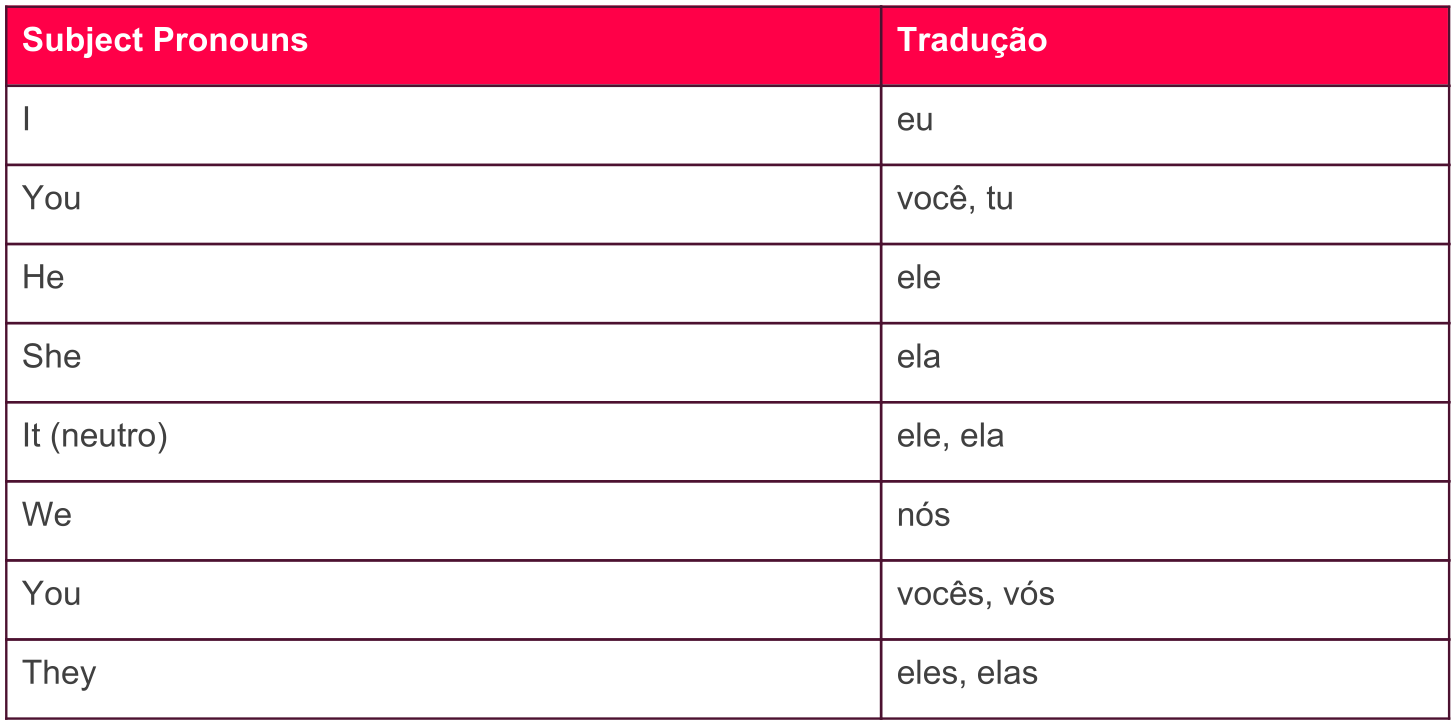 Subject Pronouns Tradução
I eu
You você, tu
He ele
She ela
It (neutro) ele, ela
We nós
You vocês, vós
They eles, elas